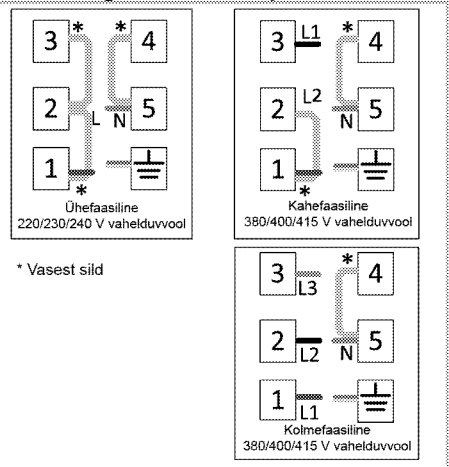 3 * * 4
2 L N 5
1 *
Ühefaasiline
220/230/240 V vahelduvvool
3 L1 * 4
2 L2 N 5
1 *
Kahefaasiline
380/400/415 V vahelduvvool
* Vasest sild
3 L3 * 4
2 L2 N 5
1 L1
Kolmefaasiline
380/400/415 V vahelduvvool